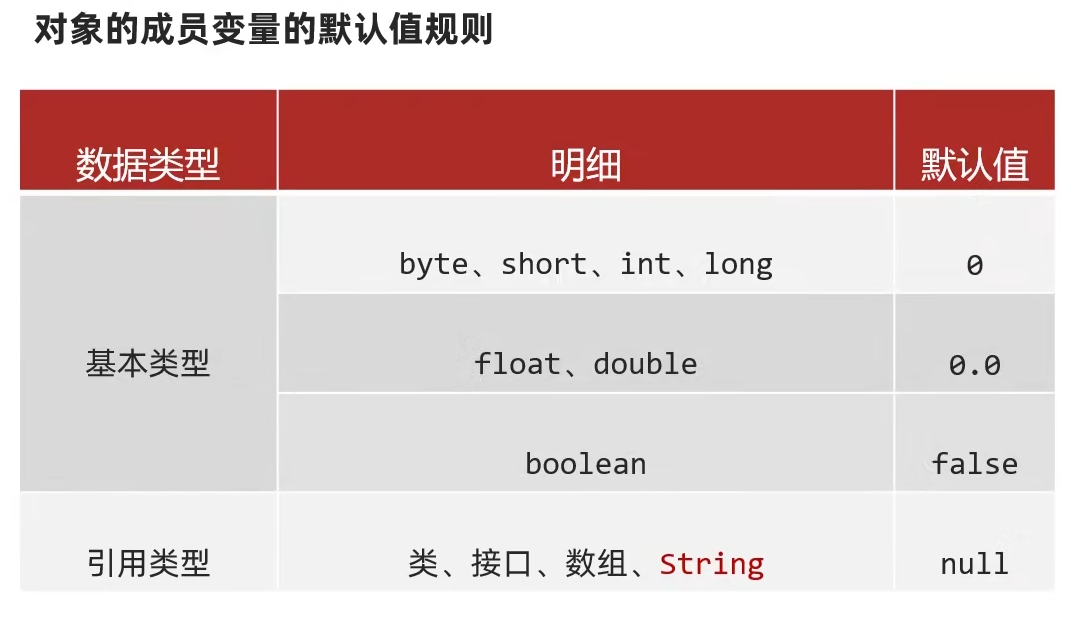 对象的成员变量的默认值规则
数据类型 明细 默认值
byte、short、int、long 0
基本类型 float、double 0.0
boolean false
引用类型 类、接口、数组、String null